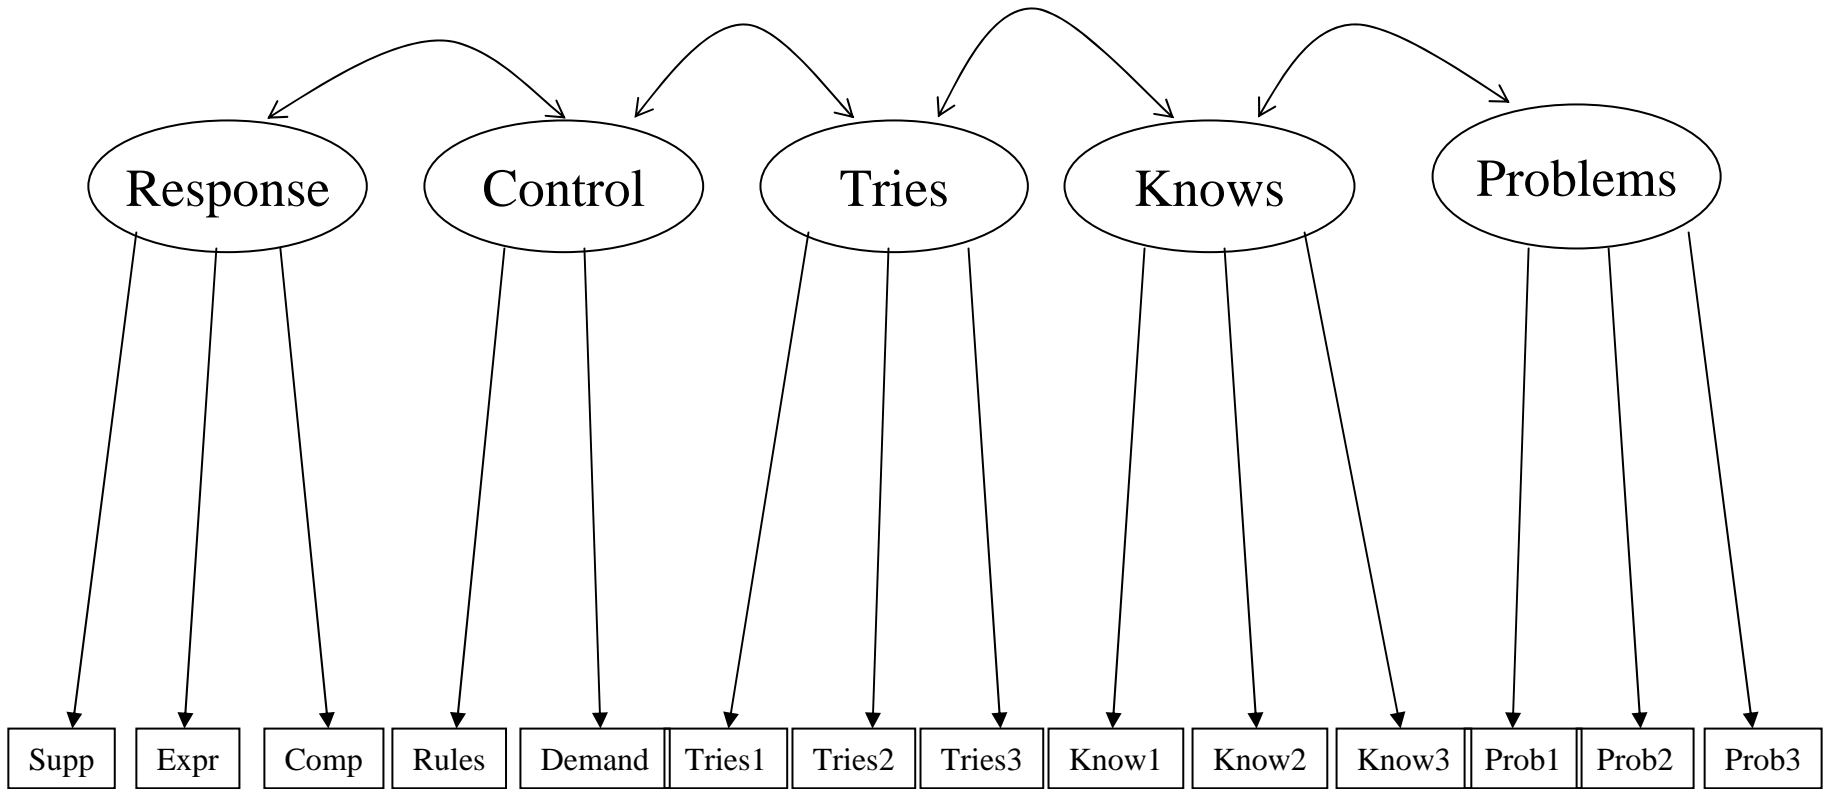 Response
Control
Tries
Knows
Problems
Supp
Expr
Comp
Rules
Demand
Tries1
Tries2
Tries3
Know1
Know2
Know3
Prob1
Prob2
Prob3